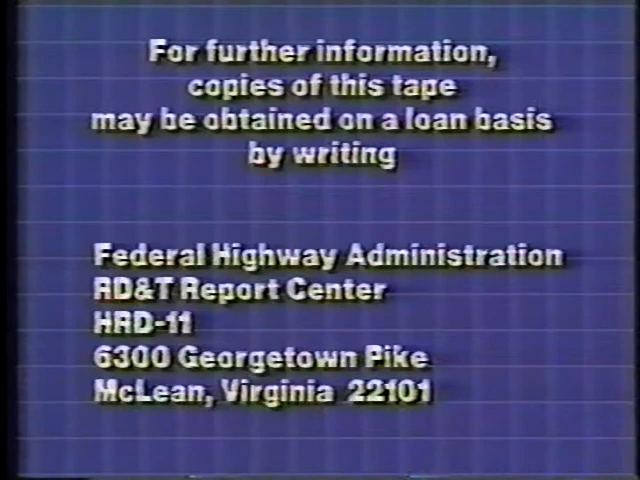 For further information,
copies of this tape
may be obtained on a loan basis
by writing
Federal Highway Administration
RD&T Report Center
HRD-11
6300 Georgetown Pike
McLean, Virginia 22101